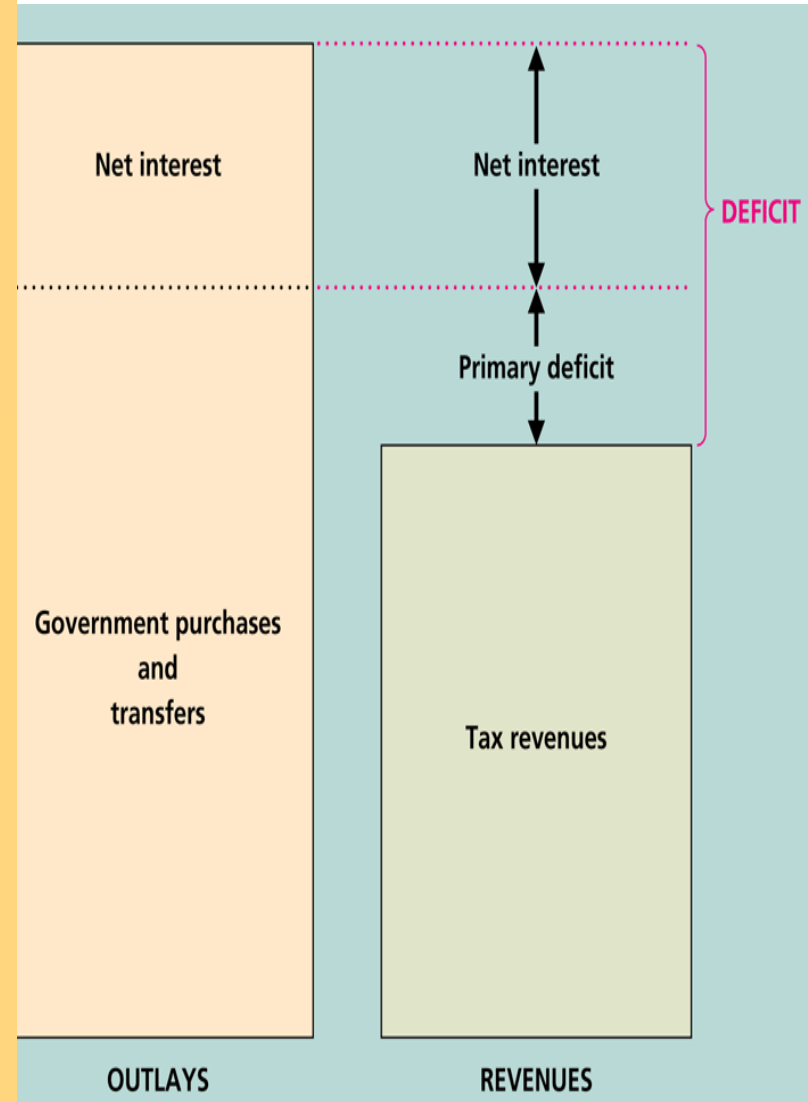 Net interest
Net interest
DEFICIT
Primary deficit
Government purchases
and
transfers
Tax revenues
OUTLAYS
REVENUES